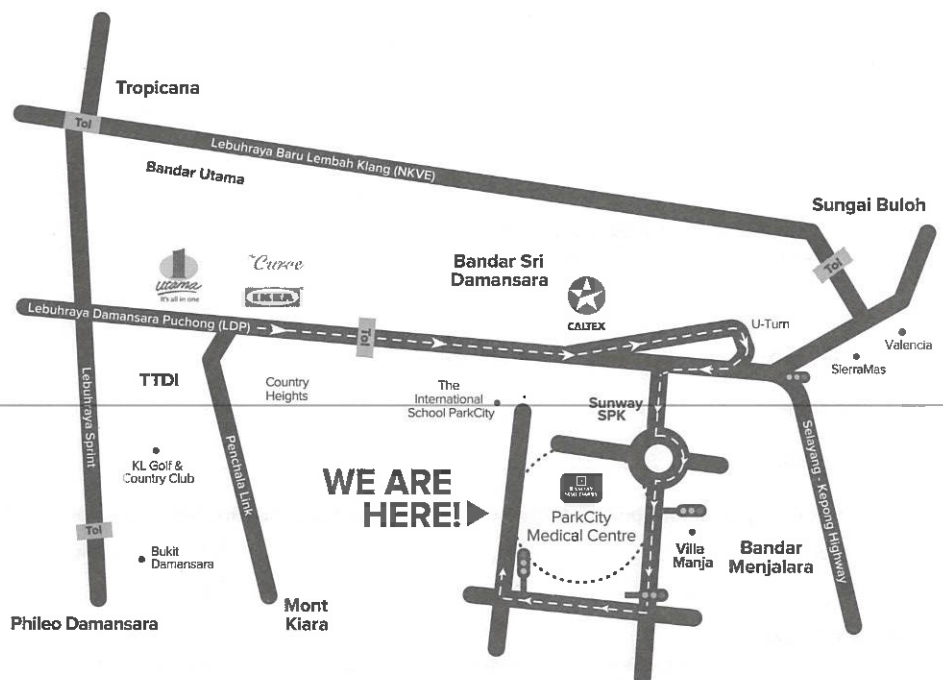 Tropicana
Tol
Lebuhraya Baru Lembah Klang (NKVE)
Bandar Utama
Sungai Buloh
Tol
1
utama
It's all in one
The Curve
IKEA
Bandar Sri
Damansara
CALTEX
U-Turn
Valencia
SierraMas
Lebuhraya Damansara Puchong (LDP)
Tol
TTDI
Country
Heights
The
International
School ParkCity
Sunway
SPK
Lebuhraya Sprint
Penchala Link
Selayang - Kepong Highway
KL Golf &
Country Club
WE ARE
HERE!
ParkCity
Medical Centre
Villa
Manja
Bandar
Menjalara
Tol
Bukit
Damansara
Phileo Damansara
Mont
Kiara